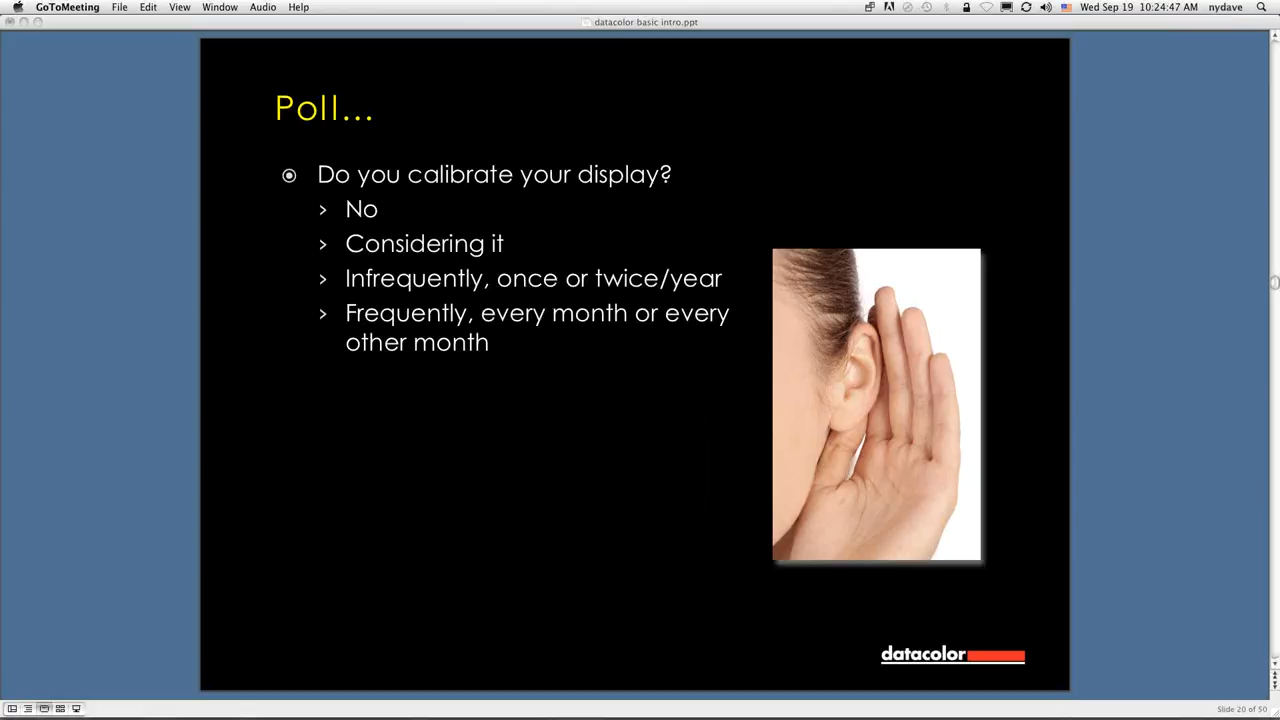 GoToMeeting File Edit View Window Audio Help Wed Sep 19 10:24:47 AM nydave
datacolor basic intro.ppt
Poll...
Do you calibrate your display?
› No
› Considering it
› Infrequently, once or twice/year
› Frequently, every month or every
other month
datacolor
Slide 20 of 50